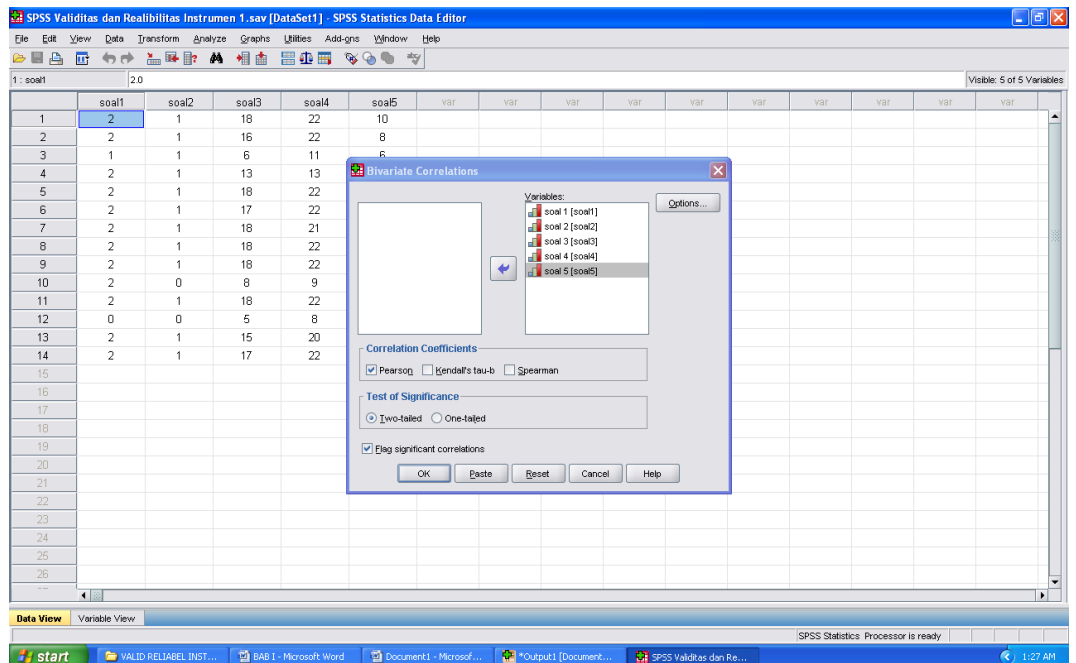 SPSS Validitas dan Realibilitas Instrumen 1.sav [DataSet1] - SPSS Statistics Data Editor
File Edit View Data Transform Analyze Graphs Utilities Add-ons Window Help
1 : soal1 2.0 Visible: 5 of 5 Variables
soal1 soal2 soal3 soal4 soal5 var var var var var var var var var
1 2 1 18 22 10
2 2 1 16 22 8
3 1 1 6 11 6
4 2 1 13 13
5 2 1 18 22
6 2 1 17 22
7 2 1 18 21
8 2 1 18 22
9 2 1 18 22
10 2 0 8 9
11 2 1 18 22
12 0 0 5 8
13 2 1 15 20
14 2 1 17 22
15
16
17
18
19
20
21
22
23
24
25
26
Bivariate Correlations
Variables:
Options...
soal 1 [soal1]
soal 2 [soal2]
soal 3 [soal3]
soal 4 [soal4]
soal 5 [soal5]
Correlation Coefficients
Pearson Kendall's tau-b Spearman
Test of Significance
Two-tailed One-tailed
Flag significant correlations
OK Paste Reset Cancel Help
Data View Variable View
SPSS Statistics Processor is ready
start VALID RELIABEL INST... BAB I - Microsoft Word Document1 - Microsof... *Output1 [Document... SPSS Validitas dan Re... 1:27 AM